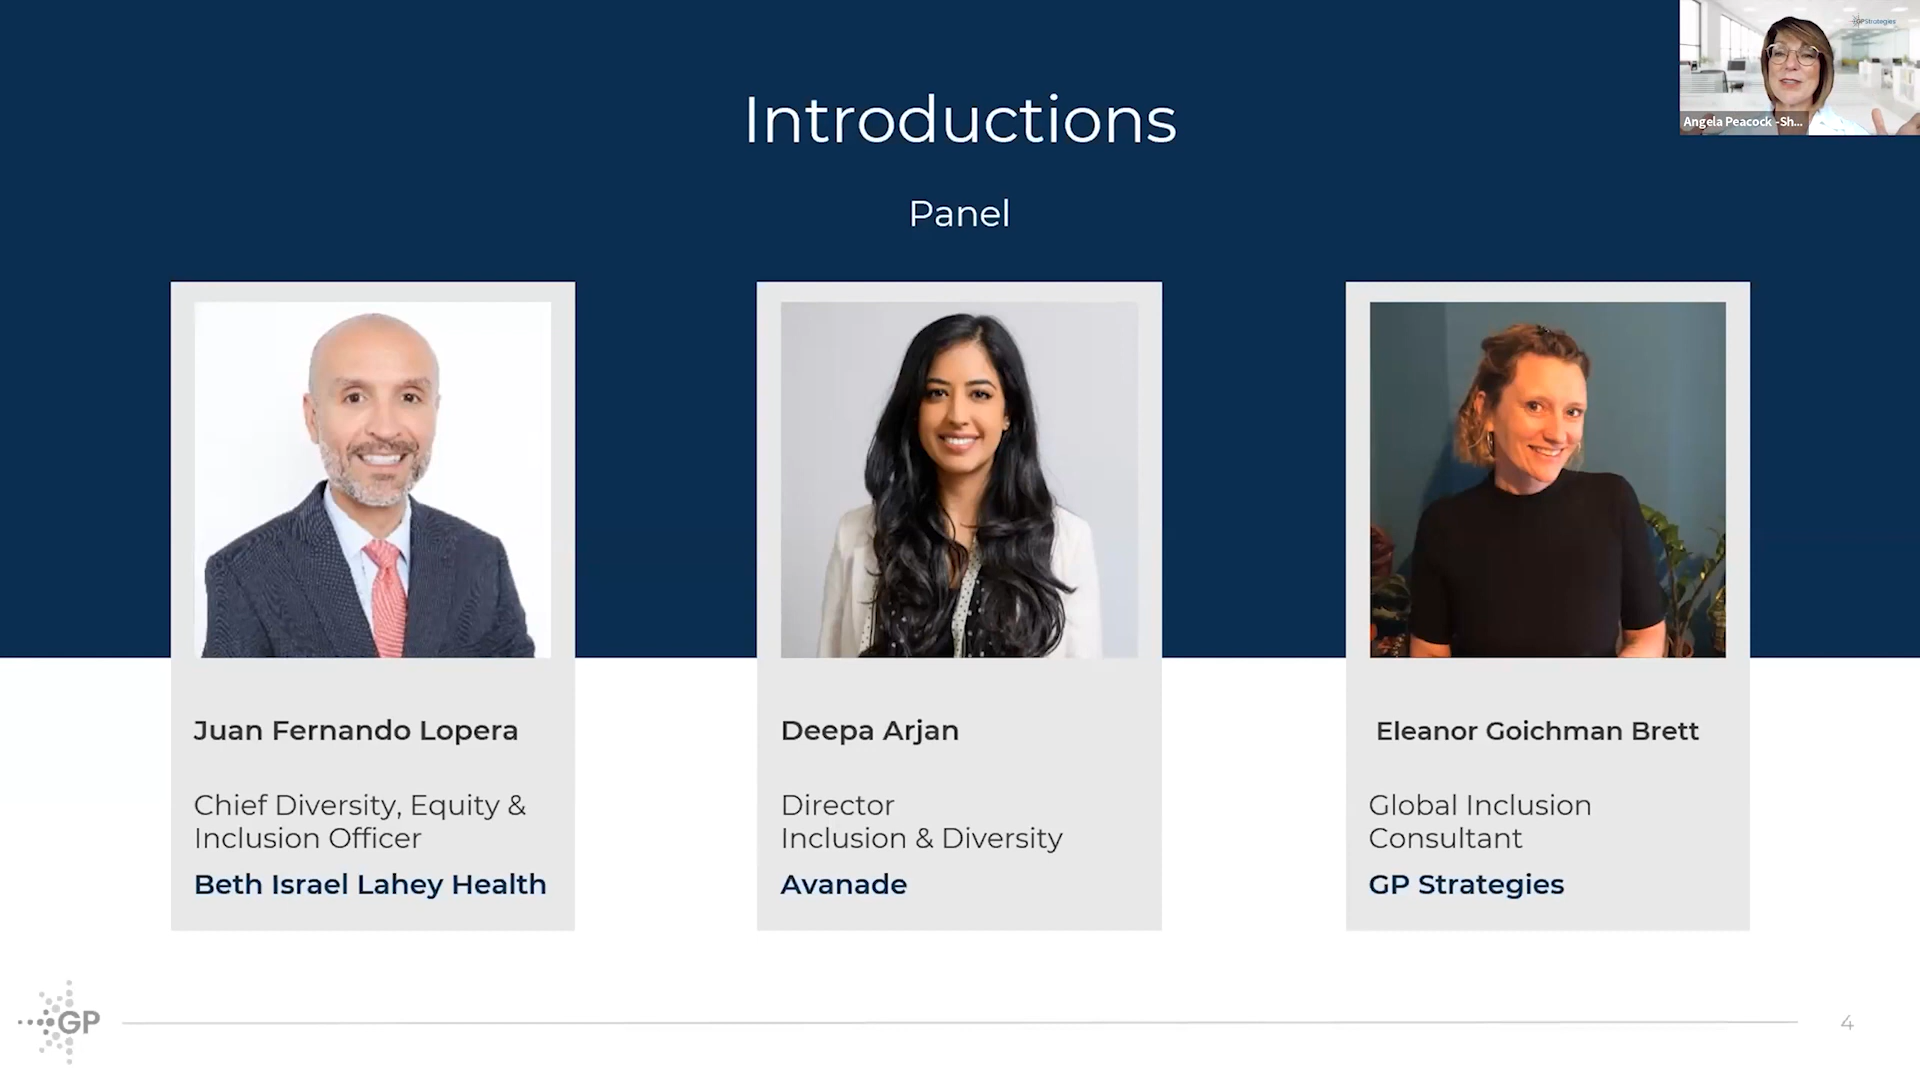 GPStrategies
Angela Peacock -Sh...
Introductions
Panel
Juan Fernando Lopera
Chief Diversity, Equity &
Inclusion Officer
Beth Israel Lahey Health
Deepa Arjan
Director
Inclusion & Diversity
Avanade
Eleanor Goichman Brett
Global Inclusion
Consultant
GP Strategies
GP
4